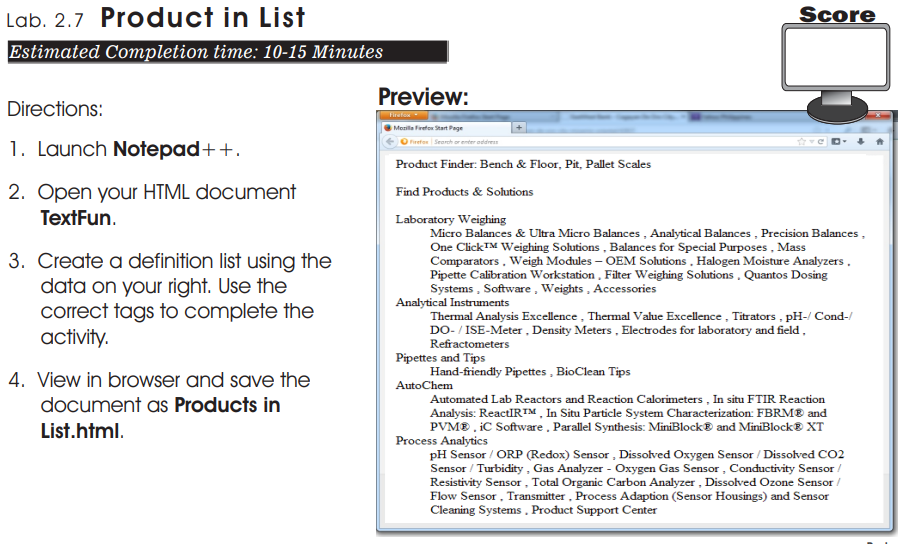 Lab. 2.7 Product in List
Score
Estimated Completion time: 10-15 Minutes
Directions:
1. Launch Notepad++.
2. Open your HTML document
TextFun.
3. Create a definition list using the
data on your right. Use the
correct tags to complete the
activity.
4. View in browser and save the
document as Products in
List.html.
Preview:
Firefox
Mozilla Firefox Start Page
Firefox Search or enter address
Product Finder: Bench & Floor, Pit, Pallet Scales
Find Products & Solutions
Laboratory Weighing
Micro Balances & Ultra Micro Balances , Analytical Balances , Precision Balances ,
One Click™ Weighing Solutions , Balances for Special Purposes , Mass
Comparators , Weigh Modules – OEM Solutions , Halogen Moisture Analyzers ,
Pipette Calibration Workstation , Filter Weighing Solutions , Quantos Dosing
Systems , Software , Weights , Accessories
Analytical Instruments
Thermal Analysis Excellence , Thermal Value Excellence , Titrators , pH-/ Cond-/
DO- / ISE-Meter , Density Meters , Electrodes for laboratory and field ,
Refractometers
Pipettes and Tips
Hand-friendly Pipettes , BioClean Tips
AutoChem
Automated Lab Reactors and Reaction Calorimeters , In situ FTIR Reaction
Analysis: ReactIR™ , In Situ Particle System Characterization: FBRM® and
PVM® , iC Software , Parallel Synthesis: MiniBlock® and MiniBlock® XT
Process Analytics
pH Sensor / ORP (Redox) Sensor , Dissolved Oxygen Sensor / Dissolved CO2
Sensor / Turbidity , Gas Analyzer - Oxygen Gas Sensor , Conductivity Sensor /
Resistivity Sensor , Total Organic Carbon Analyzer , Dissolved Ozone Sensor /
Flow Sensor , Transmitter , Process Adaption (Sensor Housings) and Sensor
Cleaning Systems , Product Support Center